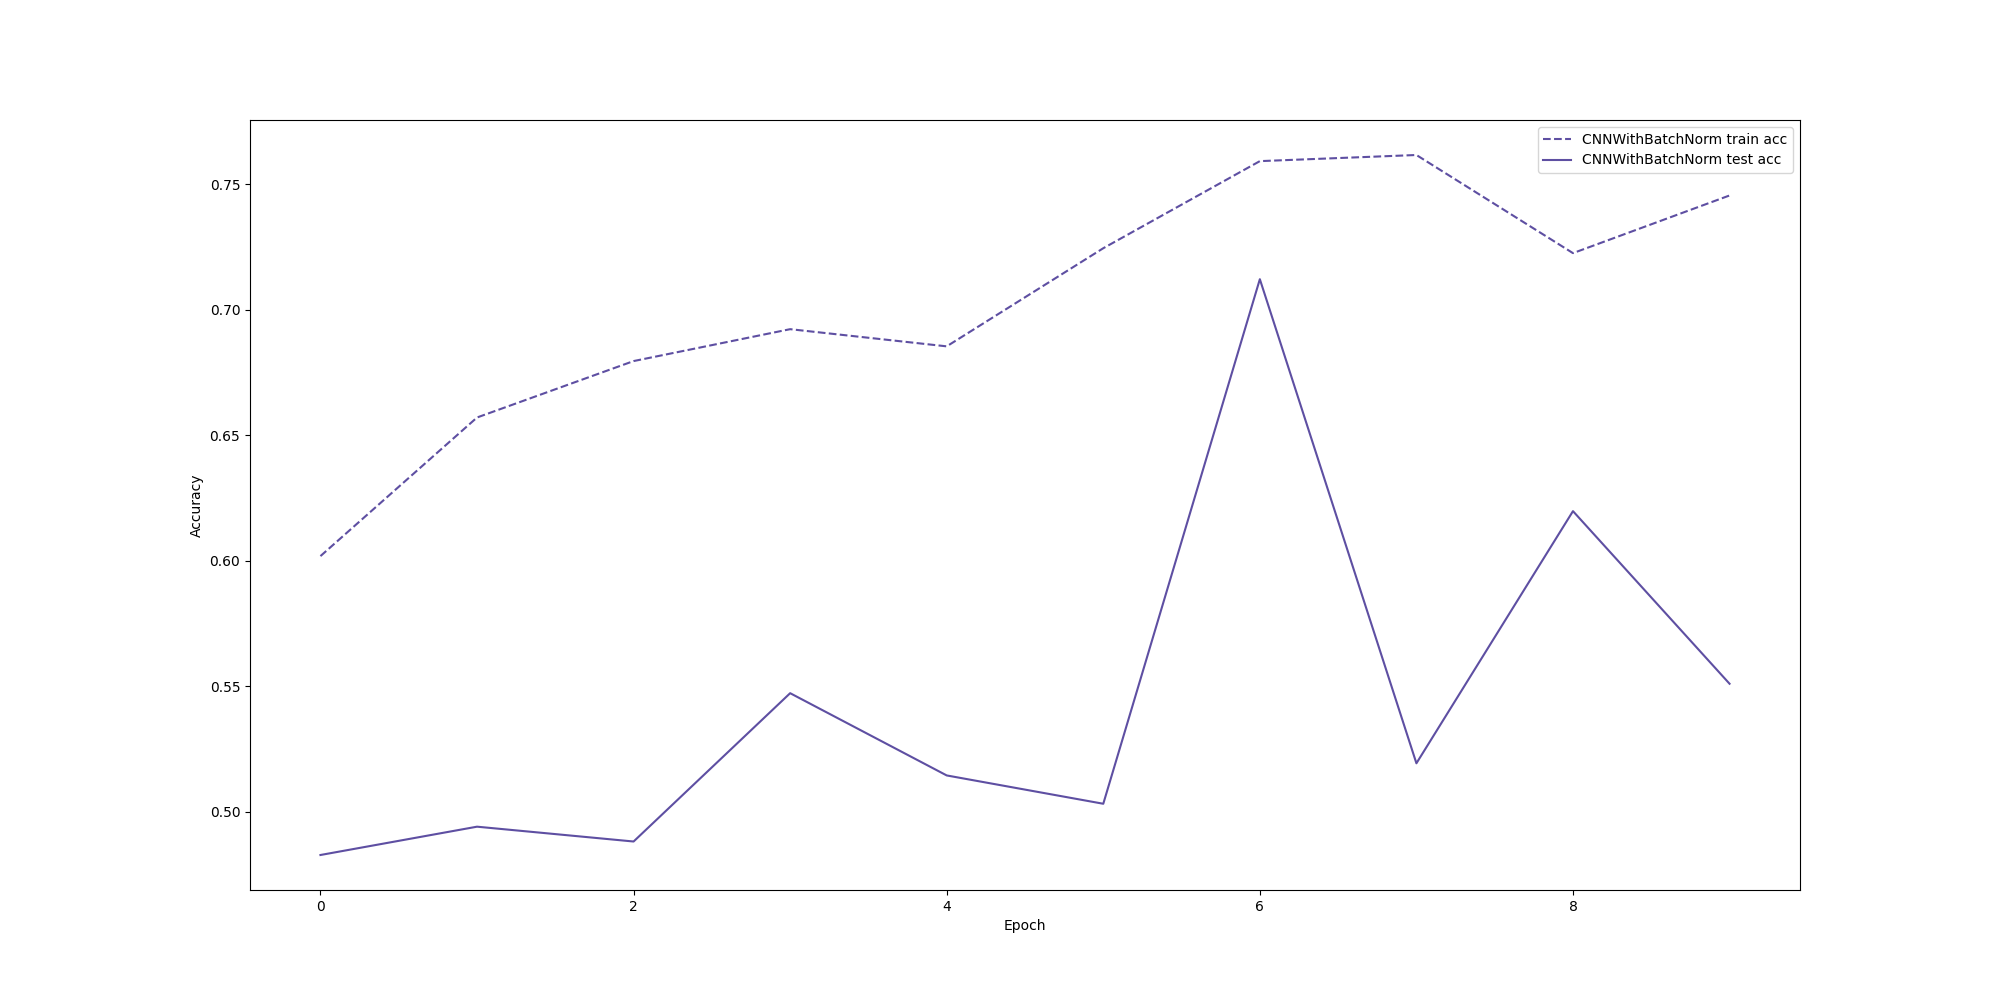 CNNWithBatchNorm train acc
CNNWithBatchNorm test acc
0.75
0.70
0.65
0.60
0.55
0.50
Accuracy
0 2 4 6 8
Epoch